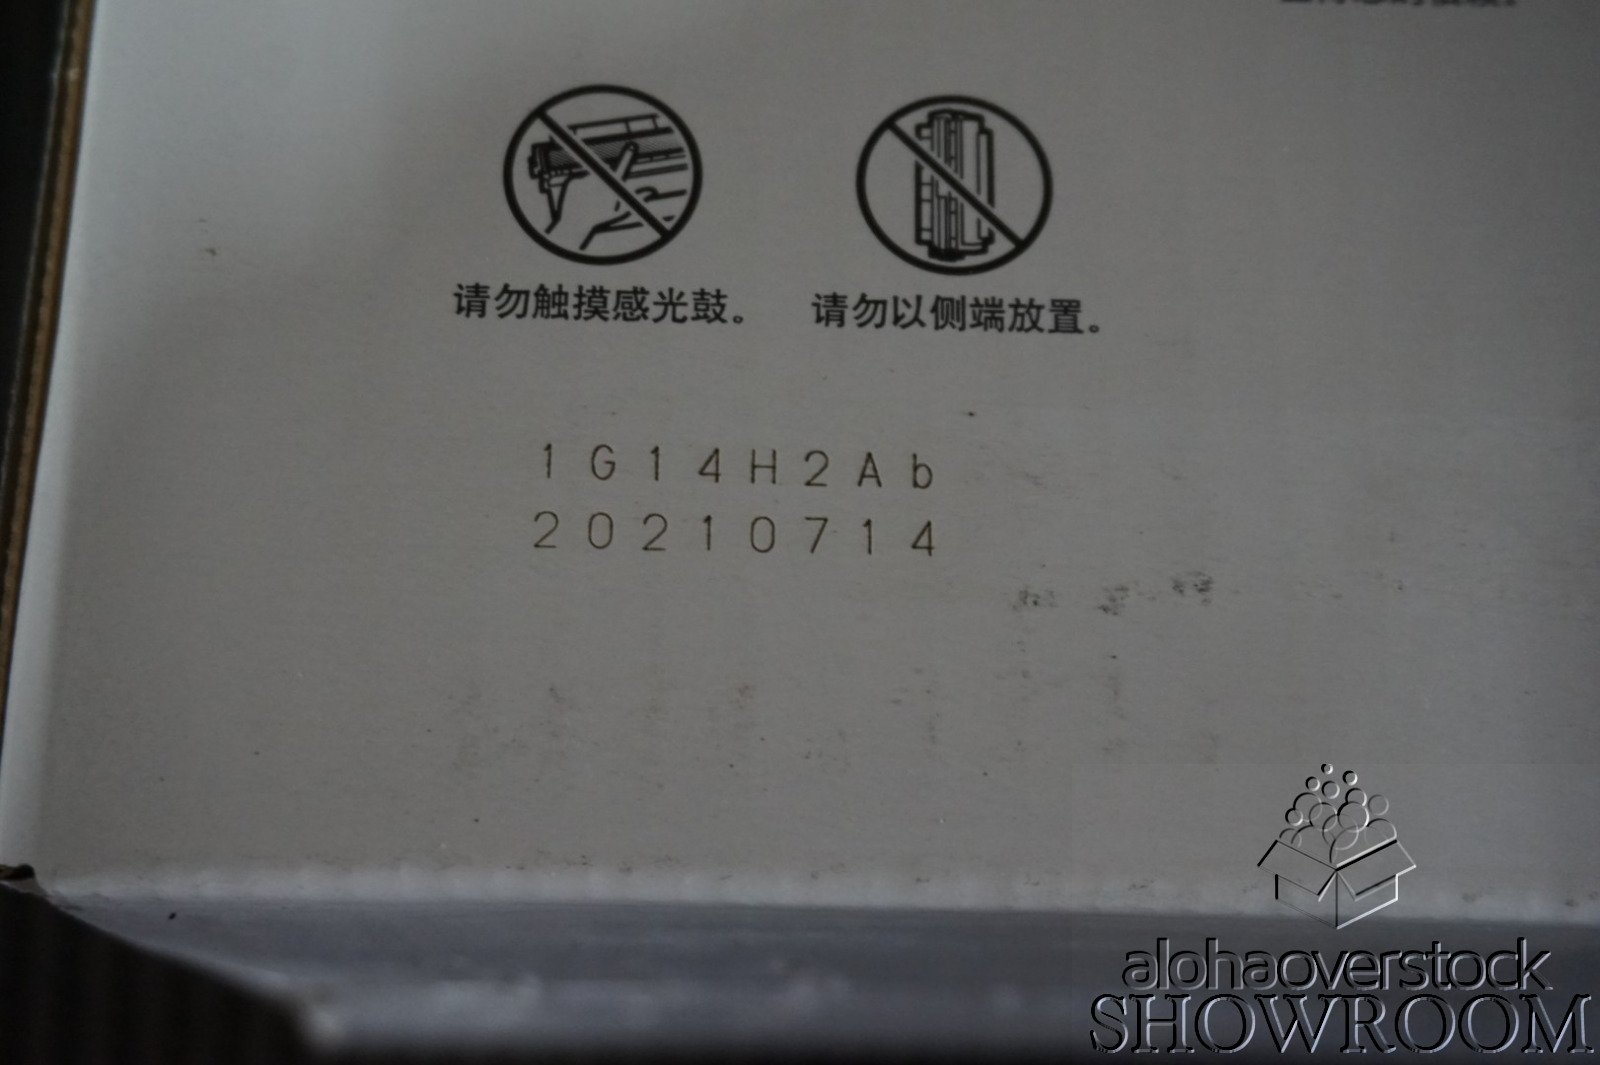 请勿触摸感光鼓。
请勿以侧端放置。
1G14H2Ab
20210714
alohaoverstock
SHOWROOM